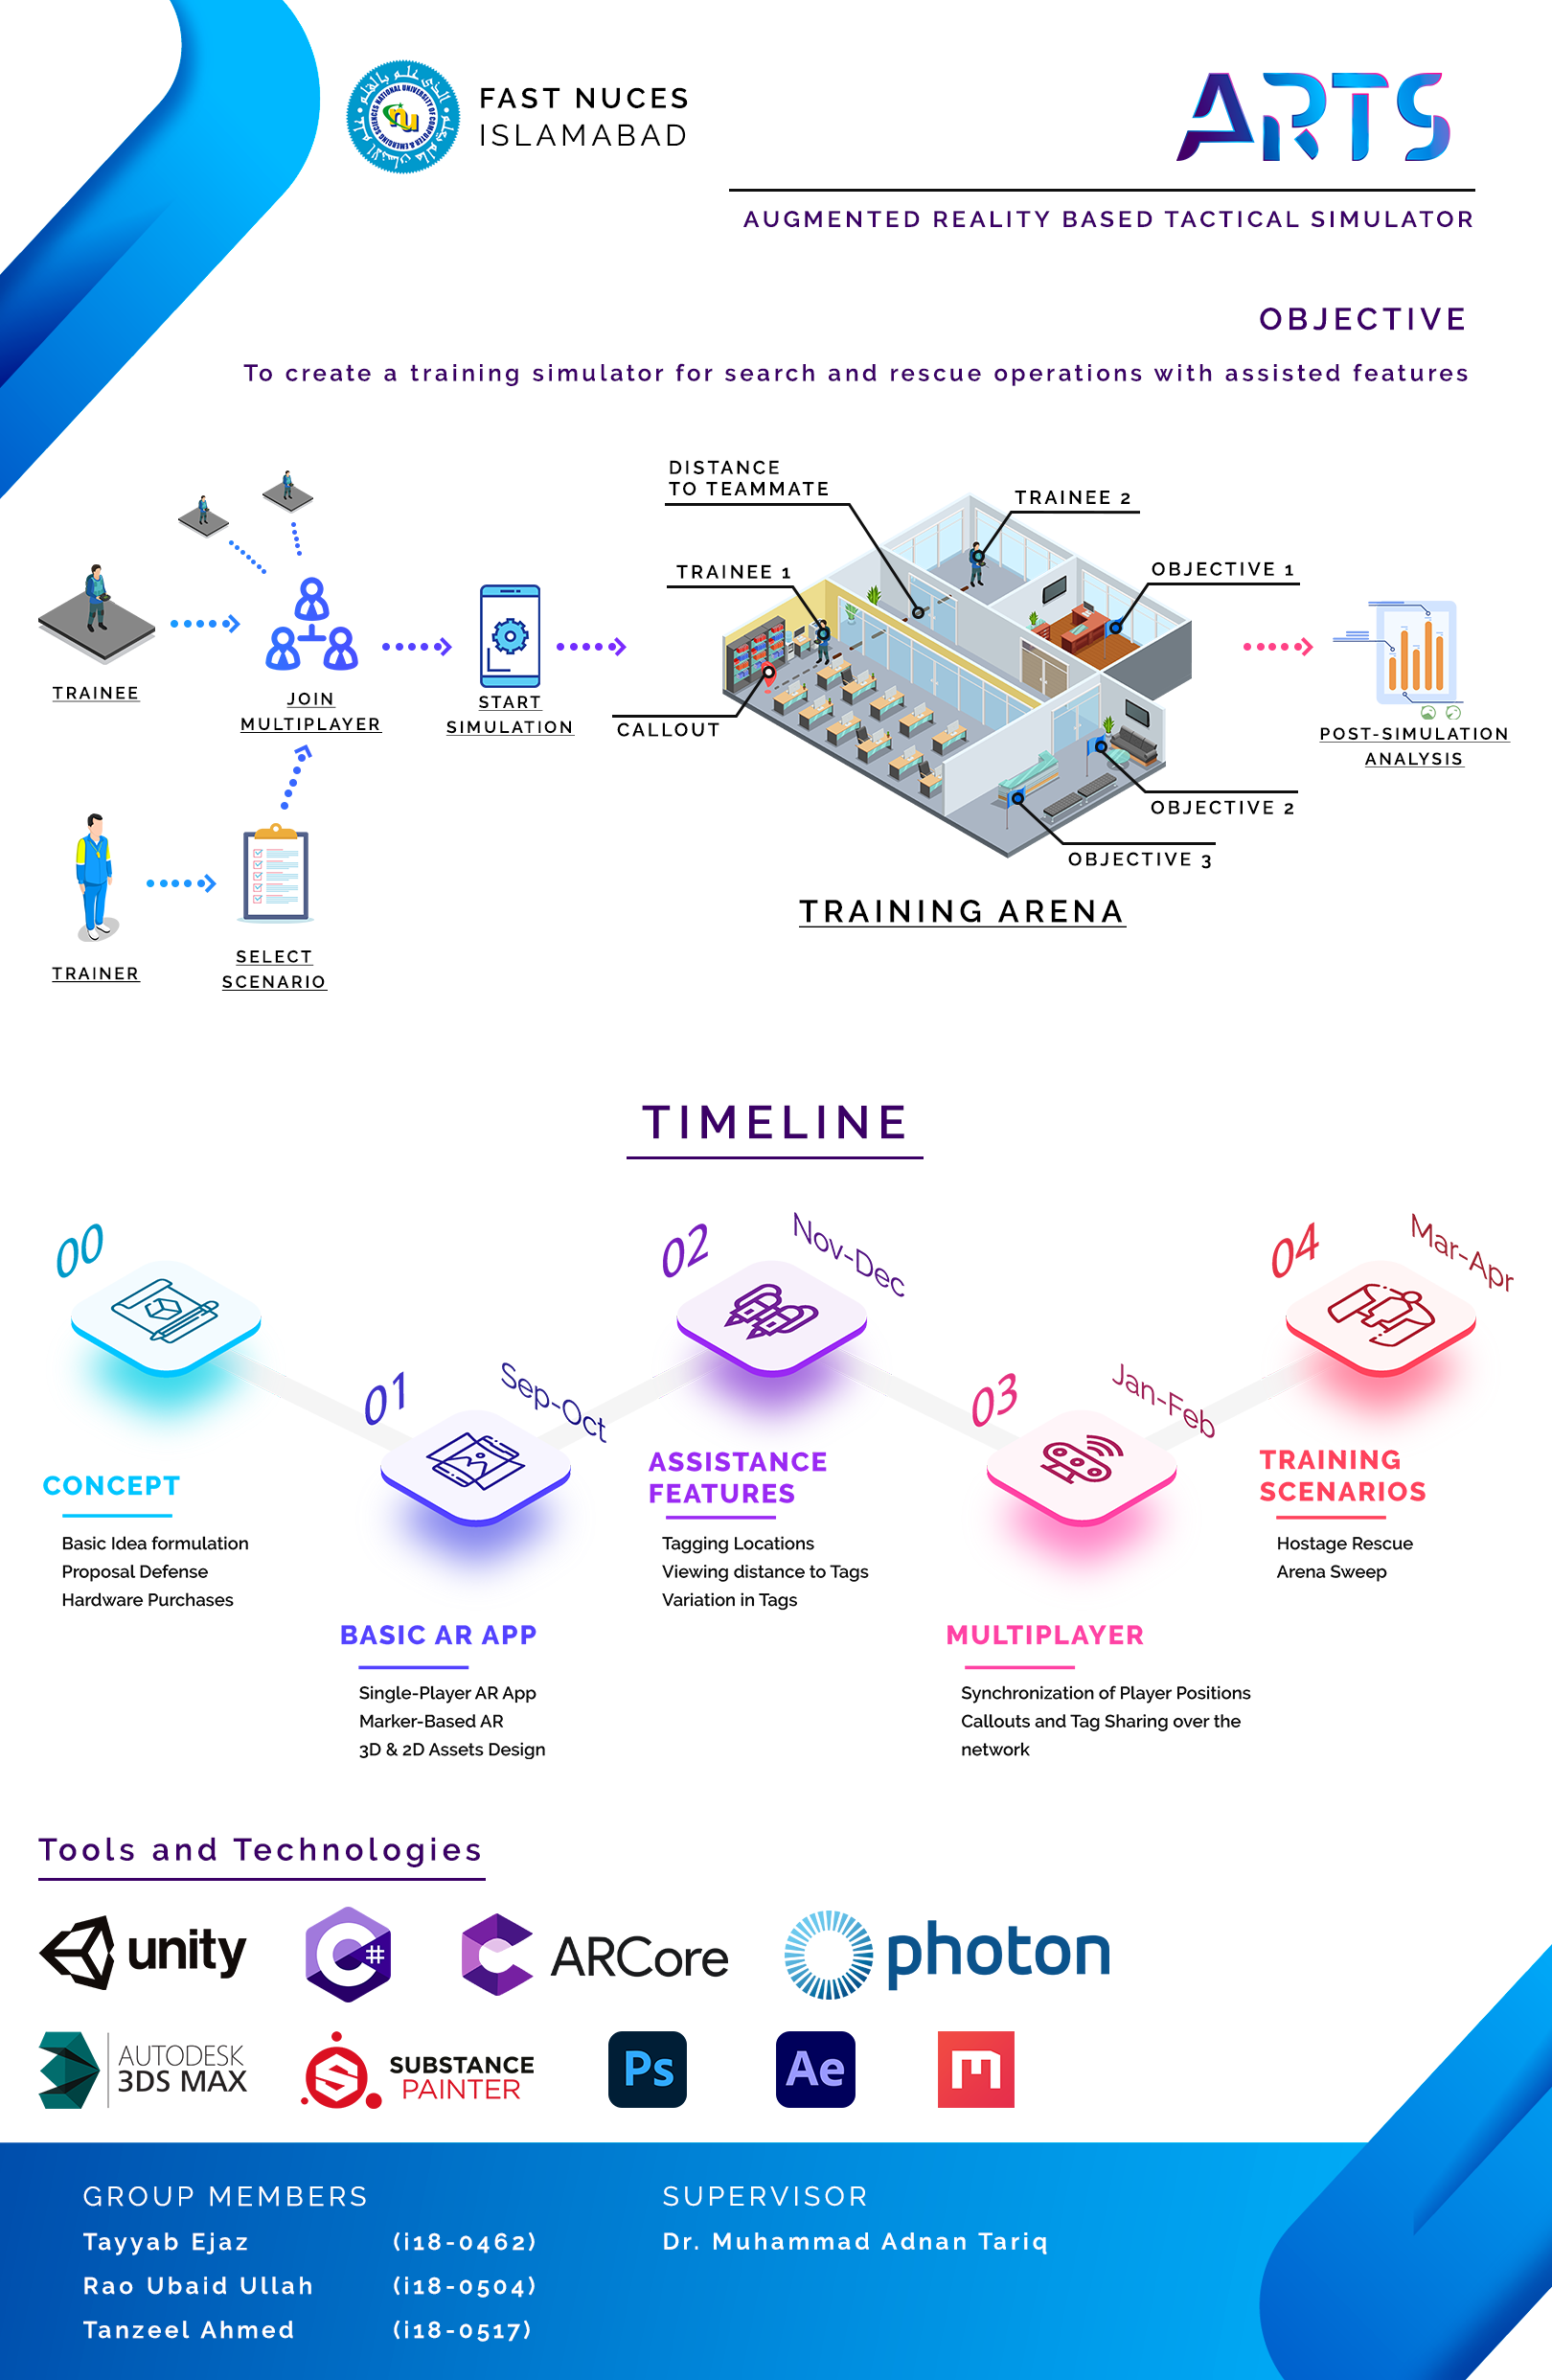 FAST NUCES
ISLAMABAD
NATIONAL UNIVERSITY OF COMPUTER & EMERGING SCIENCES
nu
ARTS
AUGMENTED REALITY BASED TACTICAL SIMULATOR
OBJECTIVE
To create a training simulator for search and rescue operations with assisted features
TRAINEE
JOIN
MULTIPLAYER
START
SIMULATION
TRAINER
SELECT
SCENARIO
DISTANCE
TO TEAMMATE
TRAINEE 2
TRAINEE 1
OBJECTIVE 1
CALLOUT
OBJECTIVE 2
OBJECTIVE 3
TRAINING ARENA
POST-SIMULATION
ANALYSIS
TIMELINE
00
CONCEPT
Basic Idea formulation
Proposal Defense
Hardware Purchases
01
Sep-Oct
BASIC AR APP
Single-Player AR App
Marker-Based AR
3D & 2D Assets Design
02
Nov-Dec
ASSISTANCE
FEATURES
Tagging Locations
Viewing distance to Tags
Variation in Tags
03
Jan-Feb
MULTIPLAYER
Synchronization of Player Positions
Callouts and Tag Sharing over the
network
04
Mar-Apr
TRAINING
SCENARIOS
Hostage Rescue
Arena Sweep
Tools and Technologies
unity
C#
ARCore
photon
AUTODESK
3DS MAX
SUBSTANCE
PAINTER
Ps
Ae
m
GROUP MEMBERS
Tayyab Ejaz (i18-0462)
Rao Ubaid Ullah (i18-0504)
Tanzeel Ahmed (i18-0517)
SUPERVISOR
Dr. Muhammad Adnan Tariq